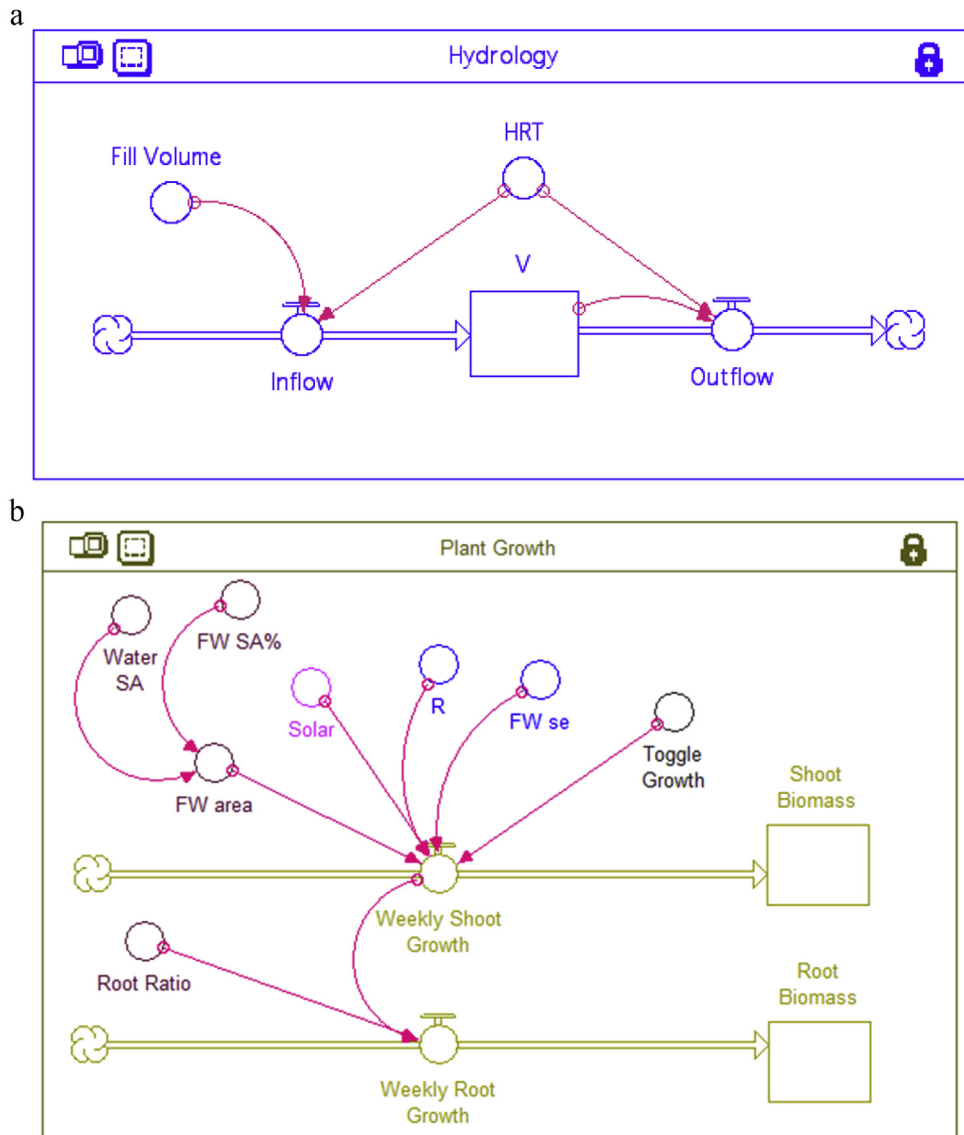 a
Hydrology
Fill Volume
HRT
V
Inflow
Outflow
b
Plant Growth
Water
SA
FW SA%
Solar
R
FW se
Toggle
Growth
FW area
Shoot
Biomass
Weekly Shoot
Growth
Root Ratio
Root
Biomass
Weekly Root
Growth